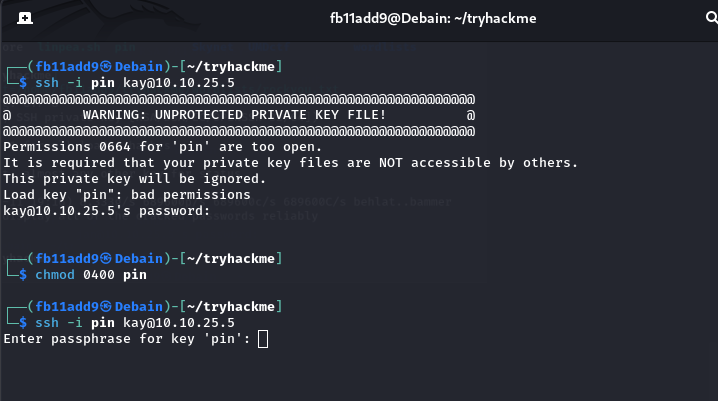 fb11add9@Debain: ~/tryhackme
┌──(fb11add9㉿Debain)-[~/tryhackme]
└─$ ssh -i pin kay@10.10.25.5
@@@@@@@@@@@@@@@@@@@@@@@@@@@@@@@@@@@@@@@@@@@@@@@@@@@@@@@@@@@
@         WARNING: UNPROTECTED PRIVATE KEY FILE!          @
@@@@@@@@@@@@@@@@@@@@@@@@@@@@@@@@@@@@@@@@@@@@@@@@@@@@@@@@@@@
Permissions 0664 for 'pin' are too open.
It is required that your private key files are NOT accessible by others.
This private key will be ignored.
Load key "pin": bad permissions
kay@10.10.25.5's password:
┌──(fb11add9㉿Debain)-[~/tryhackme]
└─$ chmod 0400 pin
┌──(fb11add9㉿Debain)-[~/tryhackme]
└─$ ssh -i pin kay@10.10.25.5
Enter passphrase for key 'pin':